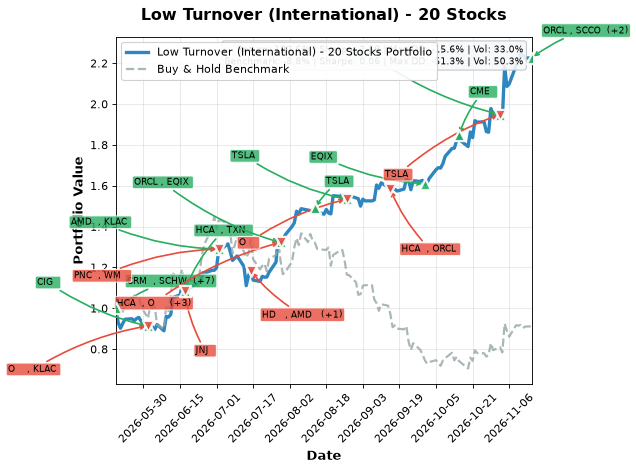 Low Turnover (International) - 20 Stocks
ORCL , SCCO (+2)
Low Turnover (International) - 20 Stocks Portfolio
Buy & Hold Benchmark
5.6% | Vol: 33.0%
Sharpe: 0.06 | Max DD:
1.3% | Vol: 50.3%
CME
TSLA
EQIX
TSLA
TSLA
ORCL , EQIX
AMD , KLAC
HCA , TXN
O
HCA , ORCL
PNC , WM
CIG
CRM , SCHW (+7)
HCA , O (+3)
HD , AMD (+1)
JNJ
O , KLAC
Portfolio Value
2.2
2.0
1.8
1.6
1.4
1.2
1.0
0.8
2026-05-30
2026-06-15
2026-07-01
2026-07-17
2026-08-02
2026-08-18
2026-09-03
2026-09-19
2026-10-05
2026-10-21
2026-11-06
Date